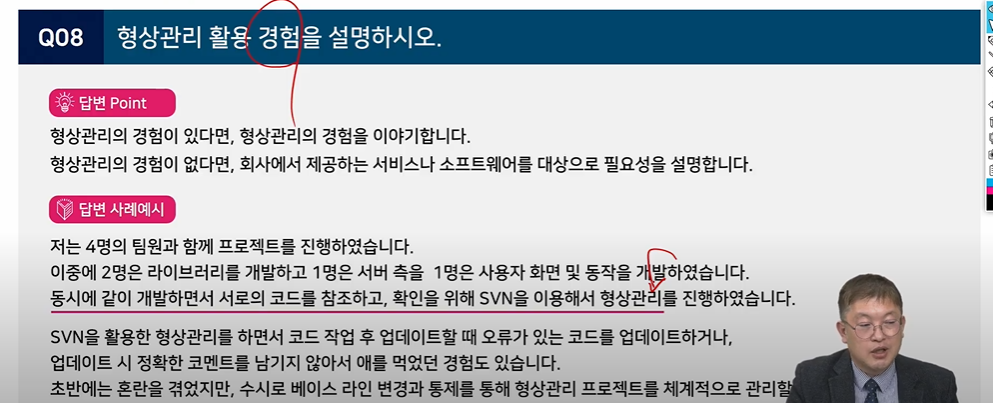 Q08 형상관리 활용 경험을 설명하시오.
답변 Point
형상관리의 경험이 있다면, 형상관리의 경험을 이야기합니다.
형상관리의 경험이 없다면, 회사에서 제공하는 서비스나 소프트웨어를 대상으로 필요성을 설명합니다.
답변 사례예시
저는 4명의 팀원과 함께 프로젝트를 진행하였습니다.
이중에 2명은 라이브러리를 개발하고 1명은 서버 측을 1명은 사용자 화면 및 동작을 개발하였습니다.
동시에 같이 개발하면서 서로의 코드를 참조하고, 확인을 위해 SVN을 이용해서 형상관리를 진행하였습니다.
SVN을 활용한 형상관리를 하면서 코드 작업 후 업데이트할 때 오류가 있는 코드를 업데이트하거나,
업데이트 시 정확한 코멘트를 남기지 않아서 애를 먹었던 경험도 있습니다.
초반에는 혼란을 겪었지만, 수시로 베이스 라인 변경과 통제를 통해 형상관리 프로젝트를 체계적으로 관리할